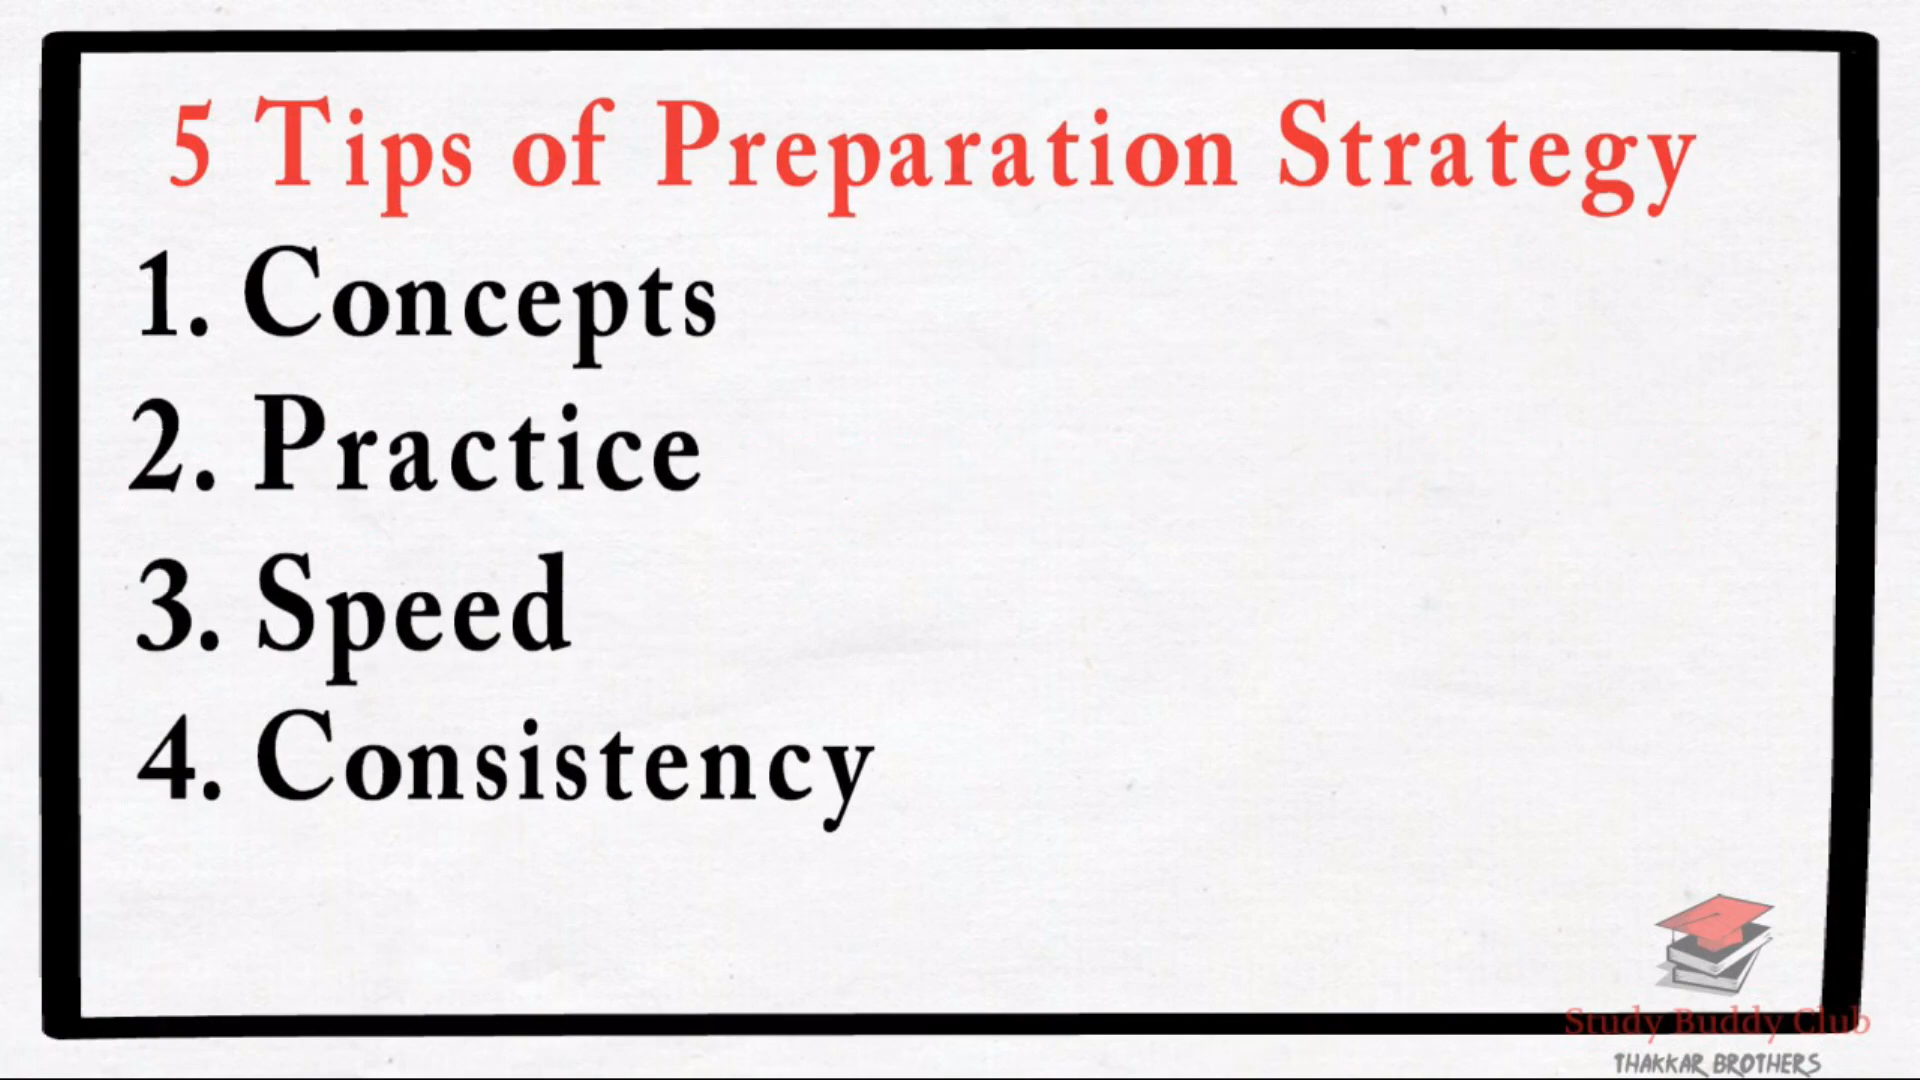 5 Tips of Preparation Strategy
1. Concepts
2. Practice
3. Speed
4. Consistency
Study Buddy Club
THAKKAR BROTHERS